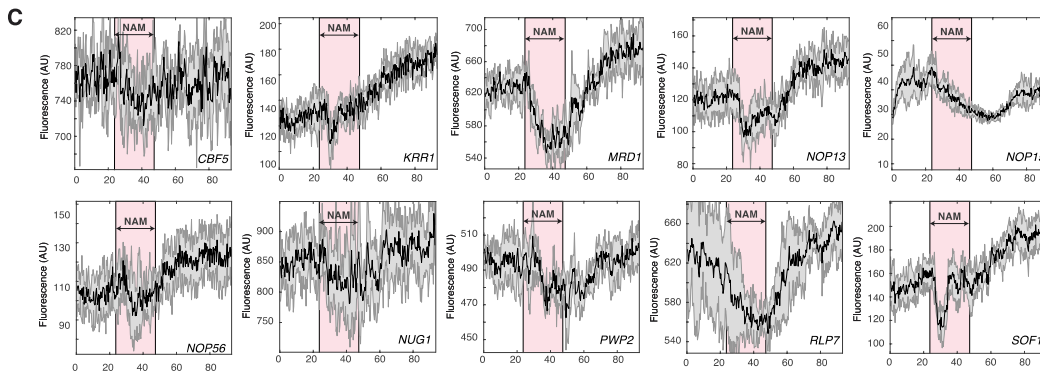 C
820
780
740
700
0 20 40 60 80
Fluorescence (AU)
NAM
CBF5
200
180
160
140
120
100
0 20 40 60 80
Fluorescence (AU)
NAM
KRR1
700
660
620
580
540
0 20 40 60 80
Fluorescence (AU)
NAM
MRD1
160
140
120
100
80
0 20 40 60 80
Fluorescence (AU)
NAM
NOP13
60
50
40
30
20
10
0 20 40 60 80
Fluorescence (AU)
NAM
150
130
110
90
0 20 40 60 80
Fluorescence (AU)
NAM
NOP56
900
850
800
750
0 20 40 60 80
Fluorescence (AU)
NAM
NUG1
510
490
470
450
0 20 40 60 80
Fluorescence (AU)
NAM
PWP2
660
620
580
540
0 20 40 60 80
Fluorescence (AU)
NAM
RLP7
200
180
160
140
120
100
0 20 40 60 80
Fluorescence (AU)
NAM
SOF1